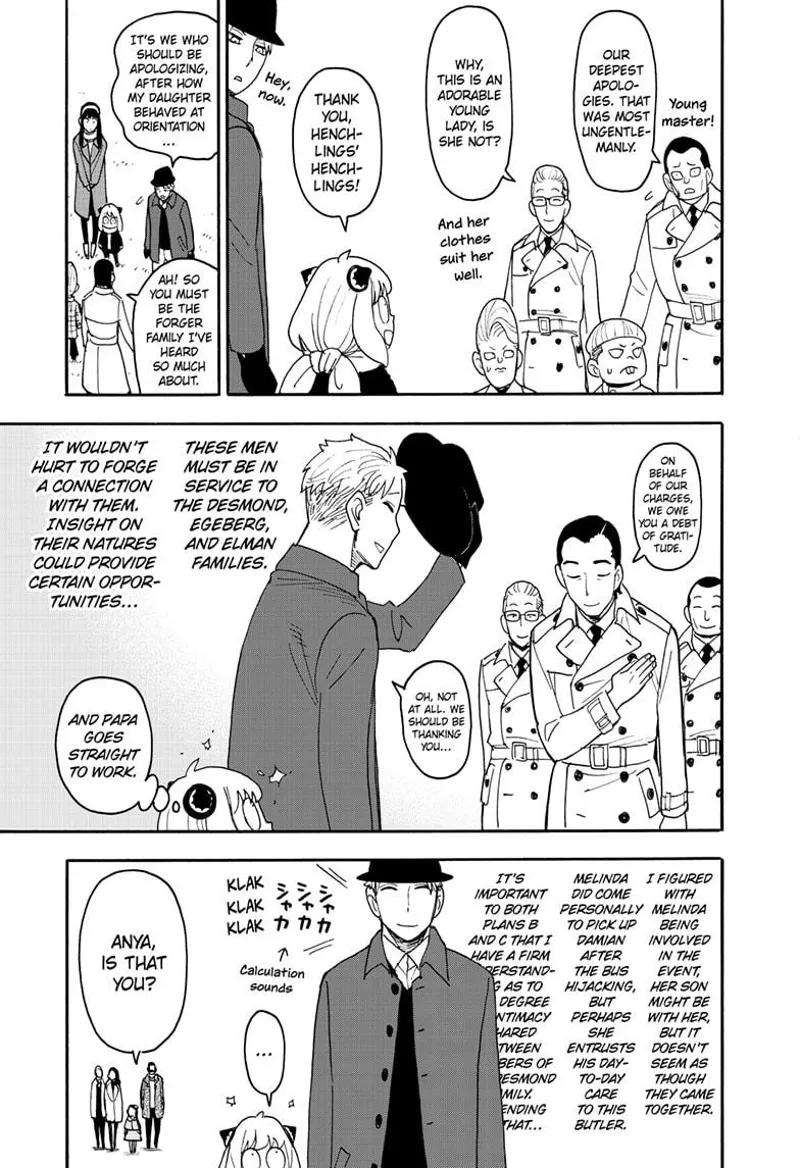 OUR
DEEPEST
APOLO-
GIES. THAT
WAS MOST
UNGENTLE-
MANLY.
Young
master!
WHY,
THIS IS AN
ADORABLE
YOUNG
LADY, IS
SHE NOT?
And her
clothes
suit her
well.
THANK
YOU,
HENCH-
LINGS'
HENCH-
LINGS!
Hey,
now.
IT'S WE WHO
SHOULD BE
APOLOGIZING,
AFTER HOW
MY DAUGHTER
BEHAVED AT
ORIENTATION
...
AH! SO
YOU MUST
BE THE
FORGER
FAMILY I'VE
HEARD
SO MUCH
ABOUT.
ON
BEHALF
OF OUR
CHARGES,
WE OWE
YOU A DEBT
OF GRATI-
TUDE.
OH, NOT
AT ALL. WE
SHOULD BE
THANKING
YOU...
THESE MEN
MUST BE IN
SERVICE TO
THE DESMOND,
EGEBERG,
AND ELMAN
FAMILIES.
IT WOULDN'T
HURT TO FORGE
A CONNECTION
WITH THEM.
INSIGHT ON
THEIR NATURES
COULD PROVIDE
CERTAIN OPPOR-
TUNITIES...
AND PAPA
GOES
STRAIGHT
TO WORK.
I FIGURED
WITH
MELINDA
BEING
INVOLVED
IN THE
EVENT,
HER SON
MIGHT BE
WITH HER,
BUT IT
DOESN'T
SEEM AS
THOUGH
THEY CAME
TOGETHER.
MELINDA
DID COME
PERSONALLY
TO PICK UP
DAMIAN
AFTER
THE BUS
HIJACKING,
BUT
PERHAPS
SHE
ENTRUSTS
HIS DAY-
TO-DAY
CARE
TO THIS
BUTLER.
IT'S
IMPORTANT
TO BOTH
PLANS B
AND C THAT I
HAVE A FIRM
AS TO
DEGREE
THAT...
KLAK
KLAK
KLAK
シャシャシャ
カカカ
Calculation
sounds
...
ANYA,
IS THAT
YOU?